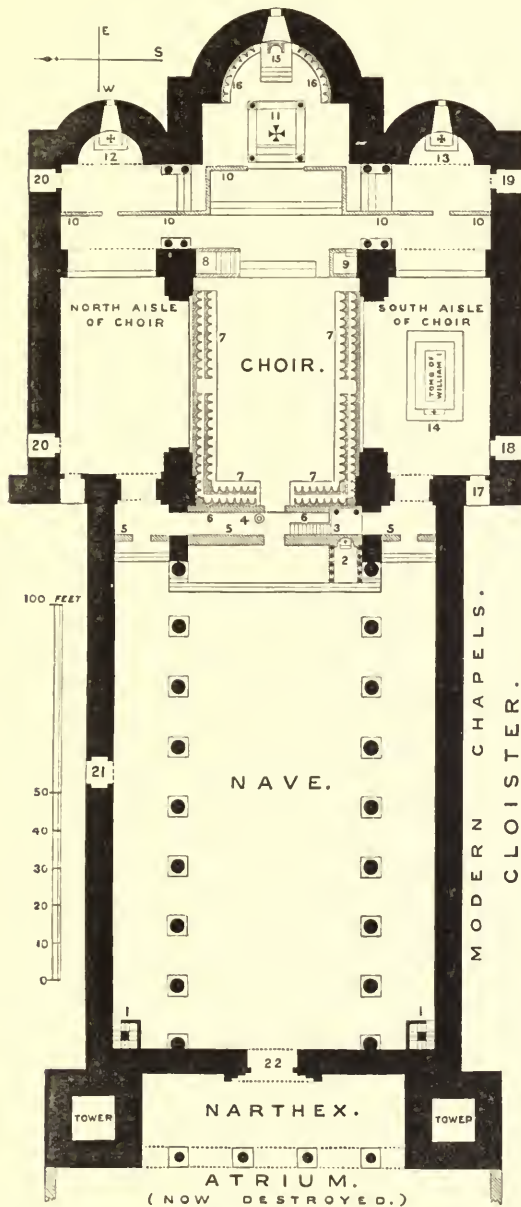 E
S
W
15
16 16
11
12 13
20 10 19
10 10 10 10
8 9
NORTH AISLE OF CHOIR
SOUTH AISLE OF CHOIR
7 7
CHOIR.
TOMB OF WILLIAM I
14
20 18
7 7
17
6 4 6 3
5 5 5
2
100 FEET
21
NAVE.
50
40
30
20
10
0
MODERN CHAPELS.
CLOISTER.
1 1
22
TOWER
NARTHEX.
TOWER
ATRIUM.
(NOW DESTROYED.)